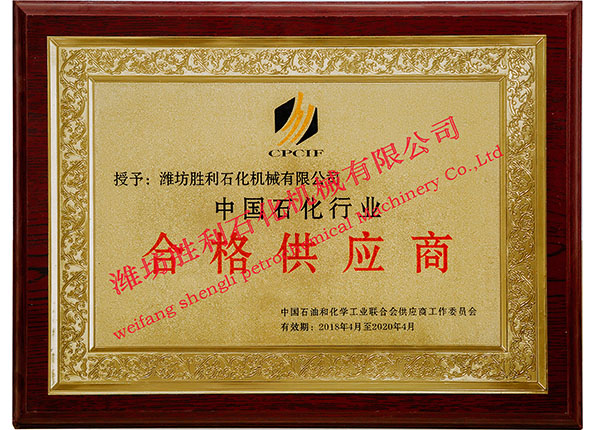 CPCIF
授予：潍坊胜利石化机械有限公司
中国石化行业
合格供应商
中国石油和化学工业联合会供应商工作委员会
有效期：2018年4月至2020年4月
潍坊胜利石化机械有限公司
weifang shengli petrochemical Machinery Co.,Ltd